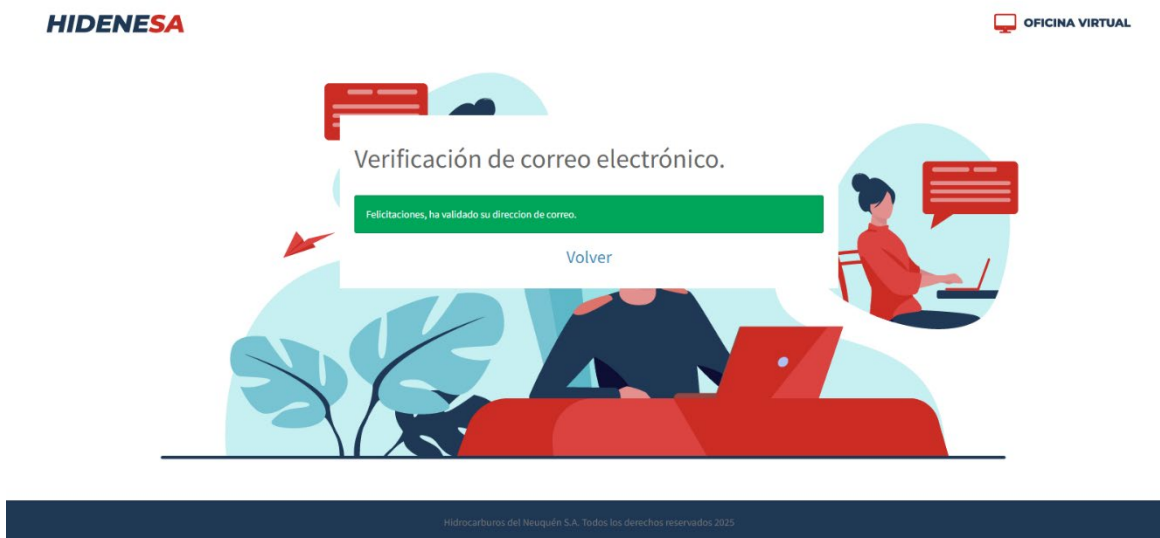 HIDENESA
OFICINA VIRTUAL
Verificación de correo electrónico.
Felicitaciones, ha validado su direccion de correo.
Volver
Hidrocarburos del Neuquén S.A. Todos los derechos reservados 2025